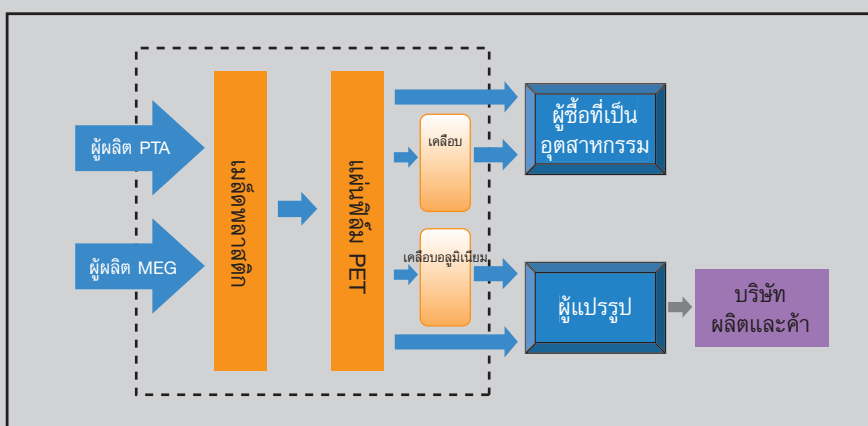 ผู้ผลิต PTA
ผู้ผลิต MEG
เมล็ดพลาสติก
แผ่นฟิล์ม PET
เคลือบ
เคลือบอลูมิเนียม
ผู้ซื้อที่เป็น
อุตสาหกรรม
ผู้แปรรูป
บริษัท
ผลิตและค้า